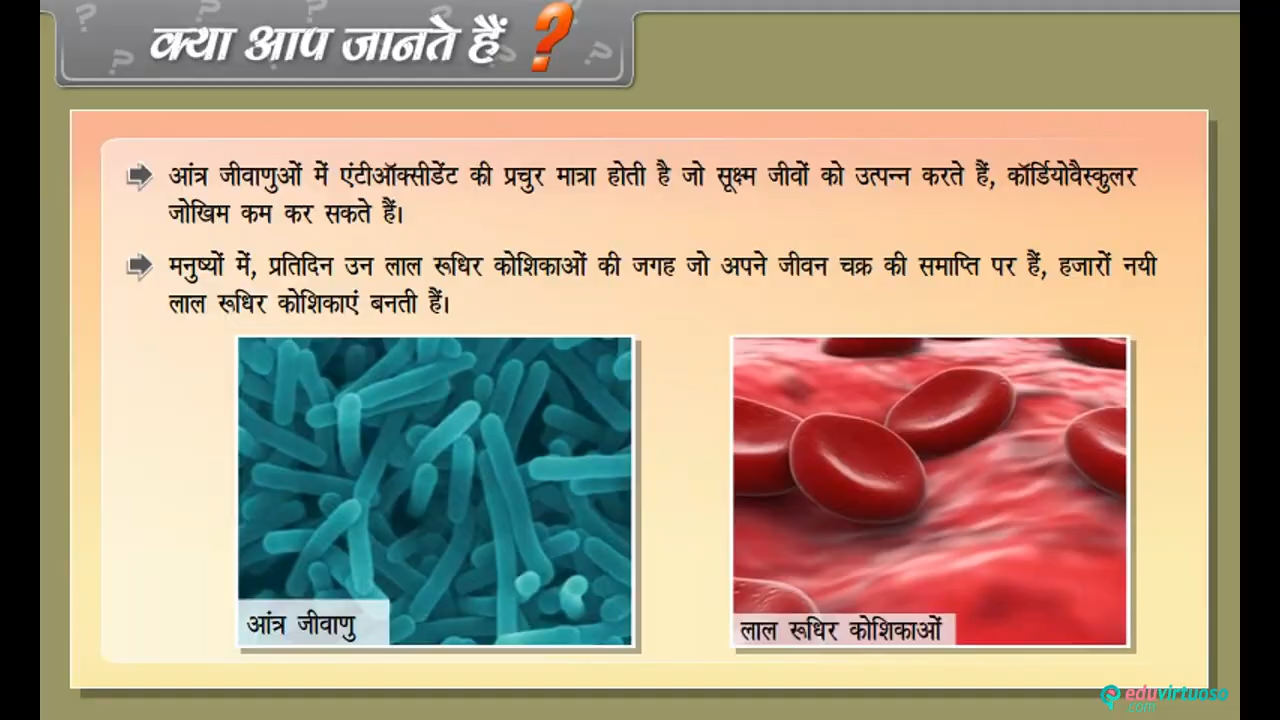 क्या आप जानते हैं ?
आंत्र जीवाणुओं में एंटीऑक्सीडेंट की प्रचुर मात्रा होती है जो सूक्ष्म जीवों को उत्पन्न करते हैं, कॉर्डियोवैस्कुलर
जोखिम कम कर सकते हैं।
मनुष्यों में, प्रतिदिन उन लाल रूधिर कोशिकाओं की जगह जो अपने जीवन चक्र की समाप्ति पर हैं, हजारों नयी
लाल रूधिर कोशिकाएं बनती हैं।
आंत्र जीवाणु
लाल रूधिर कोशिकाओं
eduvirtuoso
.com